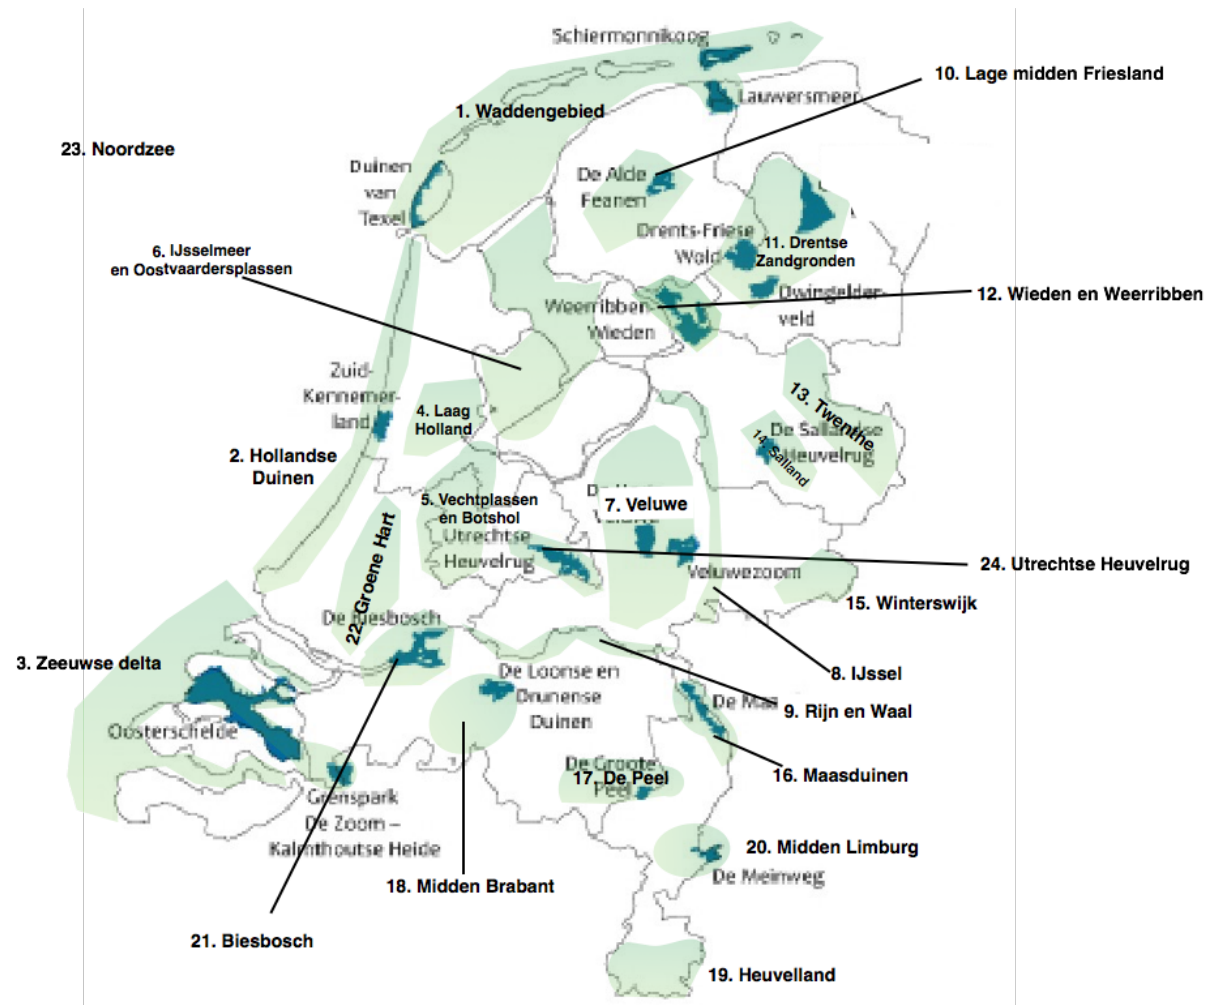 Schiermonnikoog
10. Lage midden Friesland
Lauwersmeer
1. Waddengebied
23. Noordzee
Duinen
van
Texel
De Alde
Feanen
Drents-Friese
Wold
11. Drentse
Zandgronden
6. IJsselmeer
en Oostvaardersplassen
Dwingelder-
veld
12. Wieden en Weerribben
Weerribben-
Wieden
Zuid-
Kennemer-
land
4. Laag
Holland
13. Twenthe
De Sallandse
Heuvelrug
14. Salland
2. Hollandse
Duinen
5. Vechtplassen
en Botshol
7. Veluwe
Utrechtse
Heuvelrug
24. Utrechtse Heuvelrug
Veluwezoom
22. Groene Hart
15. Winterswijk
De Biesbosch
3. Zeeuwse delta
8. IJssel
De Loonse en
Drunense
Duinen
De Maa
9. Rijn en Waal
Oosterschelde
De Groote
Peel
17. De Peel
16. Maasduinen
Grenspark
De Zoom –
Kalmthoutse Heide
20. Midden Limburg
De Meinweg
18. Midden Brabant
21. Biesbosch
19. Heuvelland